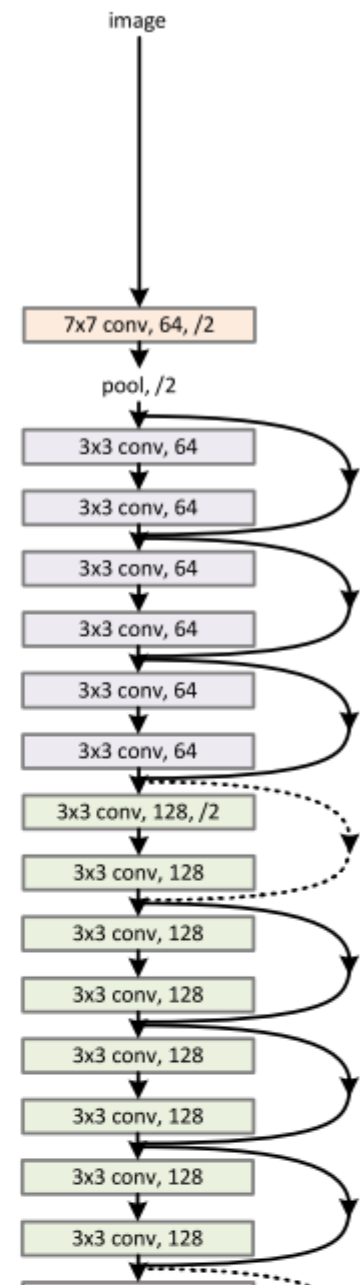 image
7x7 conv, 64, /2
pool, /2
3x3 conv, 64
3x3 conv, 64
3x3 conv, 64
3x3 conv, 64
3x3 conv, 64
3x3 conv, 64
3x3 conv, 128, /2
3x3 conv, 128
3x3 conv, 128
3x3 conv, 128
3x3 conv, 128
3x3 conv, 128
3x3 conv, 128
3x3 conv, 128